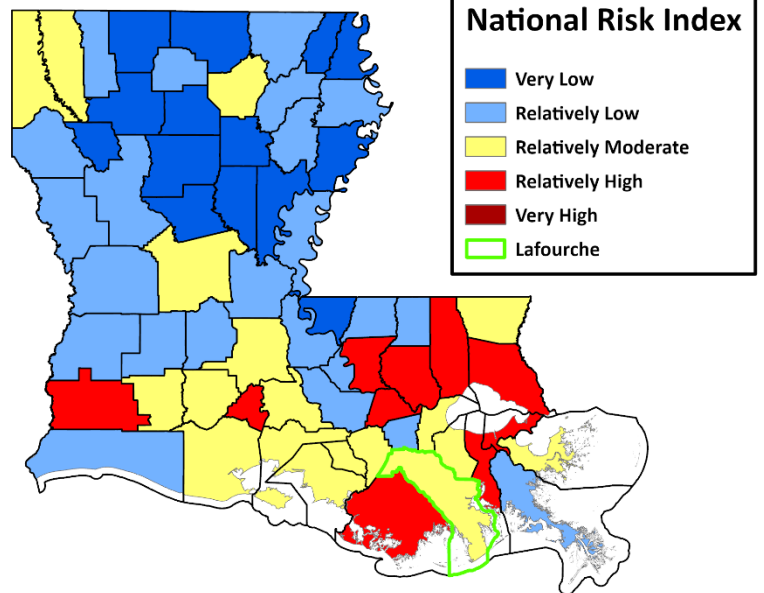 National Risk Index
Very Low
Relatively Low
Relatively Moderate
Relatively High
Very High
Lafourche